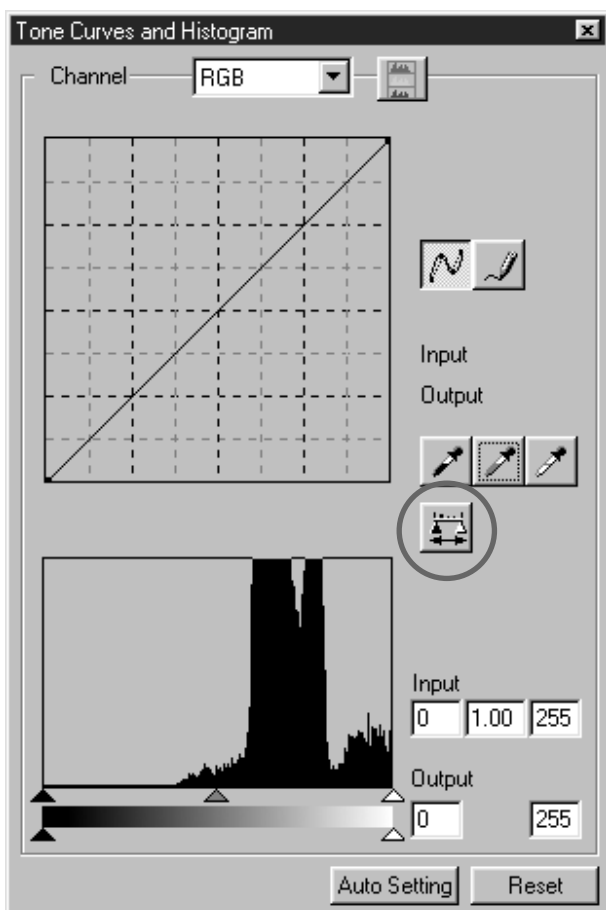 Tone Curves and Histogram
Channel RGB
Input
Output
Input
0 1.00 255
Output
0 255
Auto Setting Reset